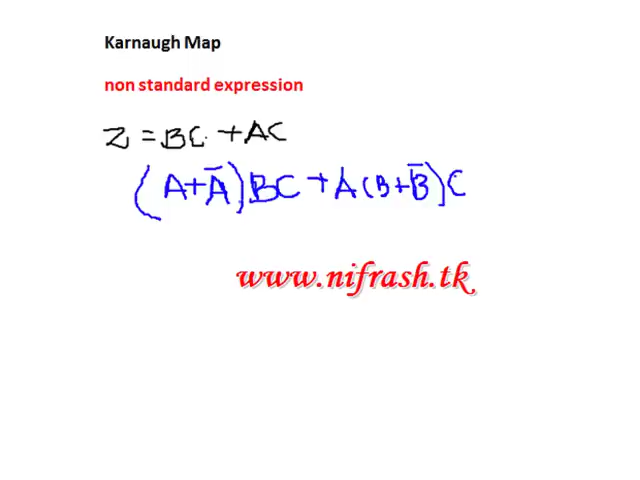 Karnaugh Map
non standard expression
Z = BC + AC
(A + A̅) BC + A (B + B̅) C
www.nifrash.tk